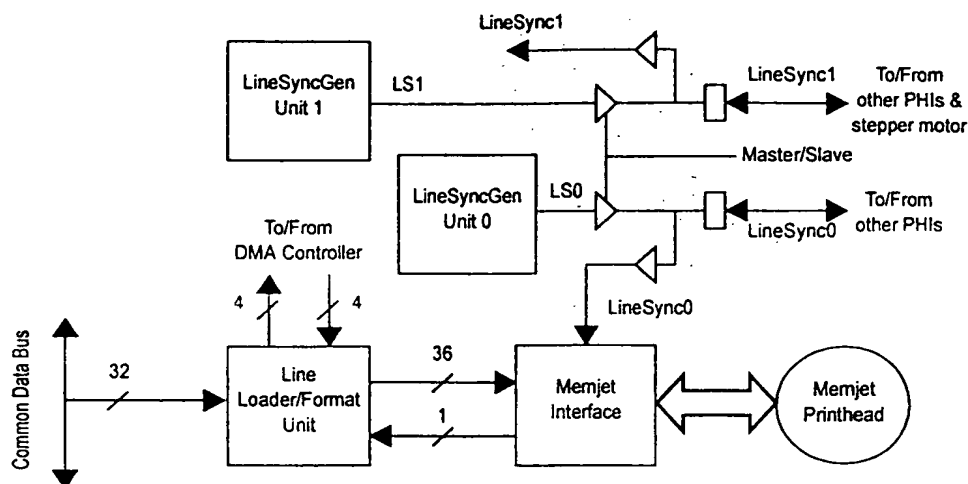 LineSync1
LineSyncGen
Unit 1
LS1
LineSync1
To/From
other PHIs &
stepper motor
Master/Slave
LineSyncGen
Unit 0
LS0
LineSync0
To/From
other PHIs
To/From
DMA Controller
4
4
LineSync0
Common Data Bus
32
Line
Loader/Format
Unit
36
1
Memjet
Interface
Memjet
Printhead